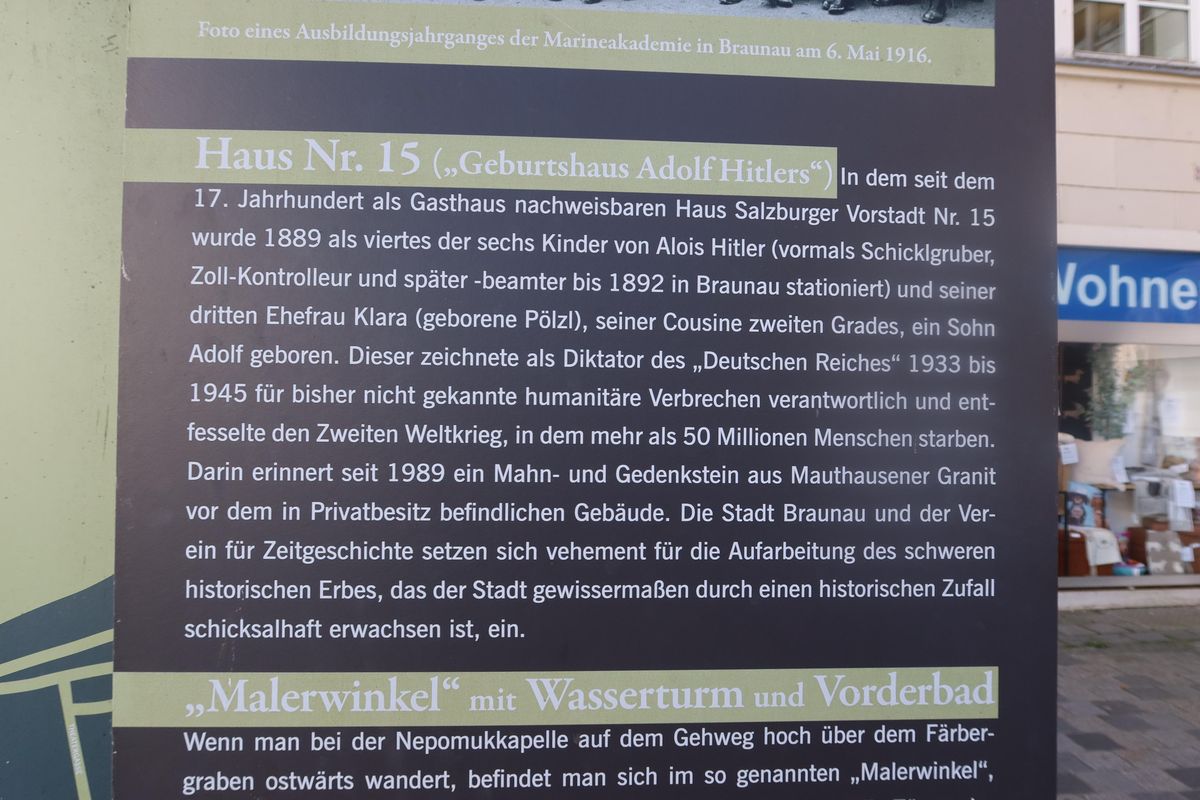 Foto eines Ausbildungsjahrganges der Marineakademie in Braunau am 6. Mai 1916.
Haus Nr. 15 („Geburtshaus Adolf Hitlers“) In dem seit dem
17. Jahrhundert als Gasthaus nachweisbaren Haus Salzburger Vorstadt Nr. 15
wurde 1889 als viertes der sechs Kinder von Alois Hitler (vormals Schicklgruber,
Zoll-Kontrolleur und später -beamter bis 1892 in Braunau stationiert) und seiner
dritten Ehefrau Klara (geborene Pölzl), seiner Cousine zweiten Grades, ein Sohn
Adolf geboren. Dieser zeichnete als Diktator des „Deutschen Reiches“ 1933 bis
1945 für bisher nicht gekannte humanitäre Verbrechen verantwortlich und ent-
fesselte den Zweiten Weltkrieg, in dem mehr als 50 Millionen Menschen starben.
Darin erinnert seit 1989 ein Mahn- und Gedenkstein aus Mauthausener Granit
vor dem in Privatbesitz befindlichen Gebäude. Die Stadt Braunau und der Ver-
ein für Zeitgeschichte setzen sich vehement für die Aufarbeitung des schweren
historischen Erbes, das der Stadt gewissermaßen durch einen historischen Zufall
schicksalhaft erwachsen ist, ein.
„Malerwinkel“ mit Wasserturm und Vorderbad
Wenn man bei der Nepomukkapelle auf dem Gehweg hoch über dem Färber-
graben ostwärts wandert, befindet man sich im so genannten „Malerwinkel“,
Wohne
THEATERGASSE